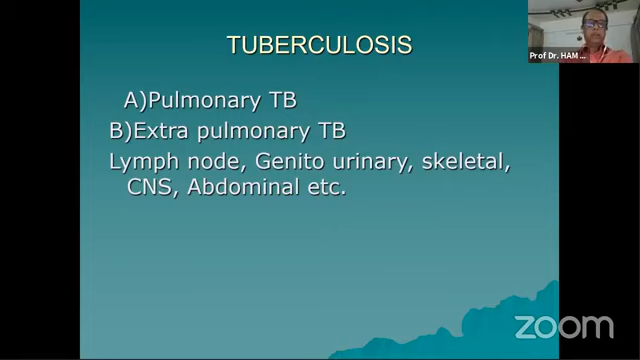 TUBERCULOSIS
Prof Dr. HAM ...
A)Pulmonary TB
B)Extra pulmonary TB
Lymph node, Genito urinary, skeletal,
CNS, Abdominal etc.
zoom